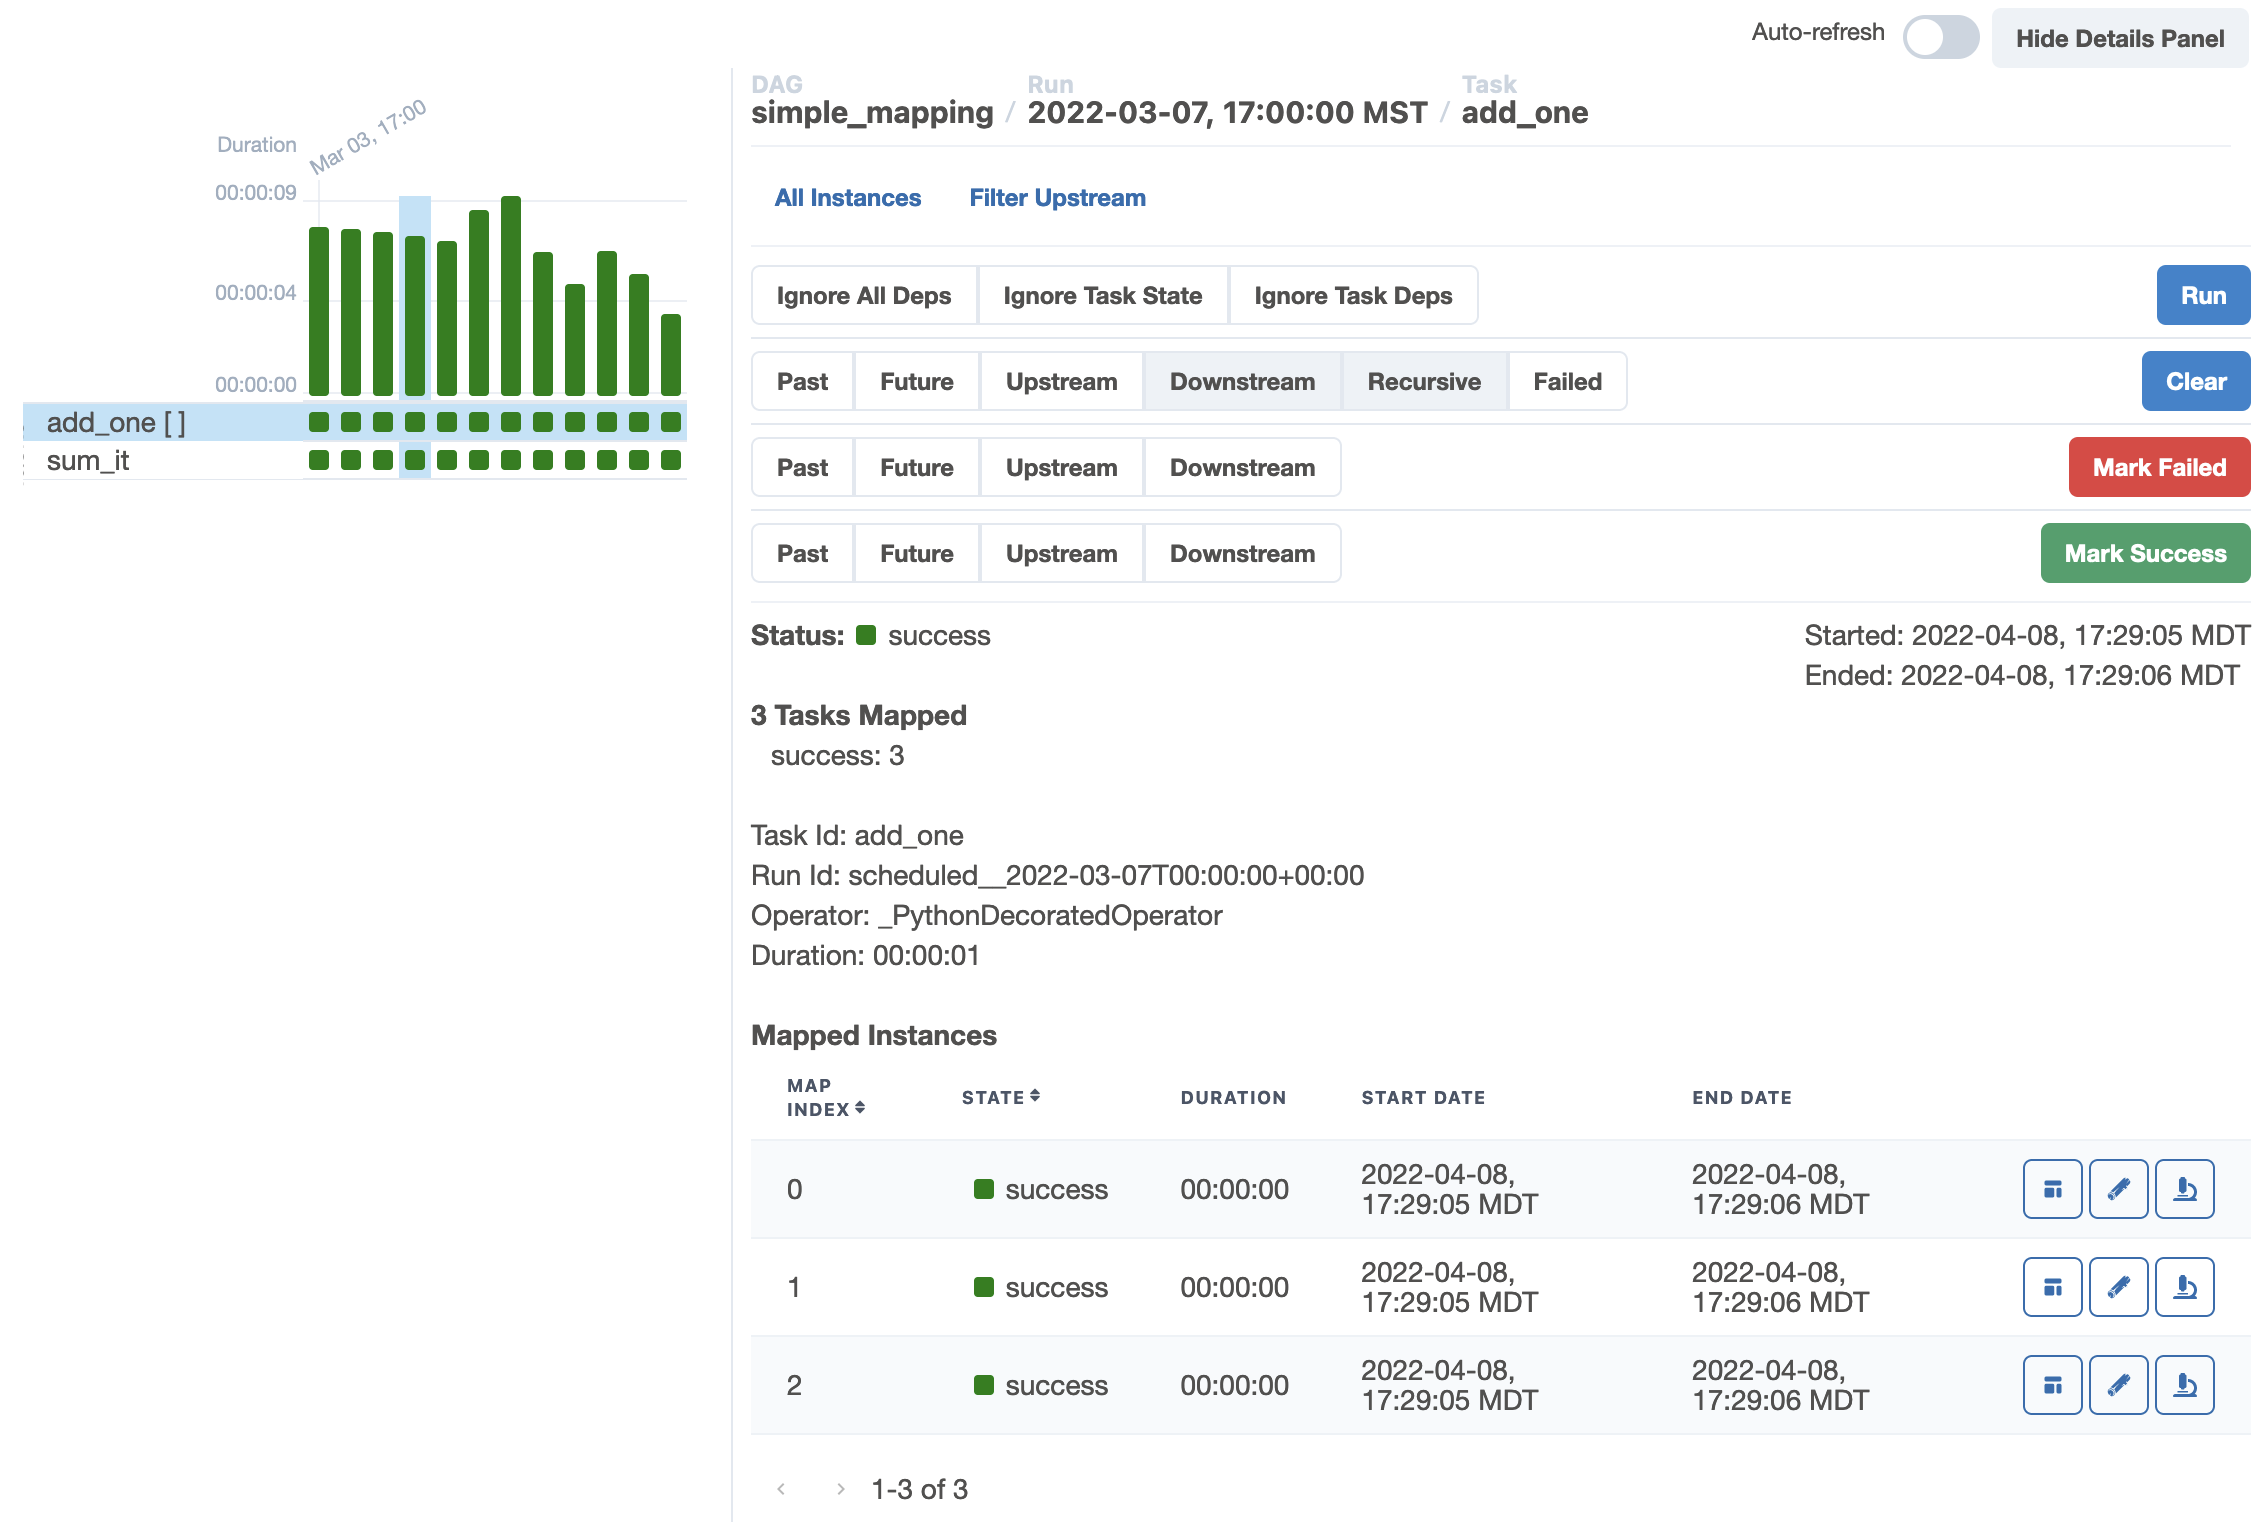 Auto-refresh
Hide Details Panel
DAG
simple_mapping
/
Run
2022-03-07, 17:00:00 MST
/
Task
add_one
Duration
Mar 03, 17:00
00:00:09
00:00:04
00:00:00
add_one [ ]
sum_it
All Instances
Filter Upstream
Ignore All Deps
Ignore Task State
Ignore Task Deps
Run
Past
Future
Upstream
Downstream
Recursive
Failed
Clear
Past
Future
Upstream
Downstream
Mark Failed
Past
Future
Upstream
Downstream
Mark Success
Status: success
Started: 2022-04-08, 17:29:05 MDT
Ended: 2022-04-08, 17:29:06 MDT
3 Tasks Mapped
success: 3
Task Id: add_one
Run Id: scheduled__2022-03-07T00:00:00+00:00
Operator: _PythonDecoratedOperator
Duration: 00:00:01
Mapped Instances
MAP
INDEX
STATE
DURATION
START DATE
END DATE
0
success
00:00:00
2022-04-08,
17:29:05 MDT
2022-04-08,
17:29:06 MDT
1
success
00:00:00
2022-04-08,
17:29:05 MDT
2022-04-08,
17:29:06 MDT
2
success
00:00:00
2022-04-08,
17:29:05 MDT
2022-04-08,
17:29:06 MDT
1-3 of 3